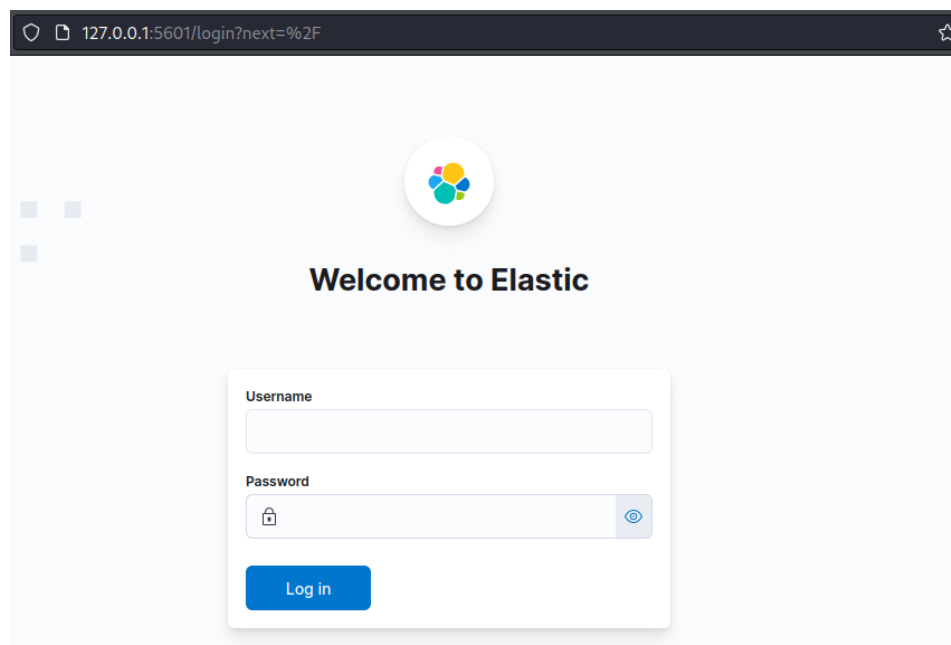 127.0.0.1:5601/login?next=%2F
Welcome to Elastic
Username
Password
Log in